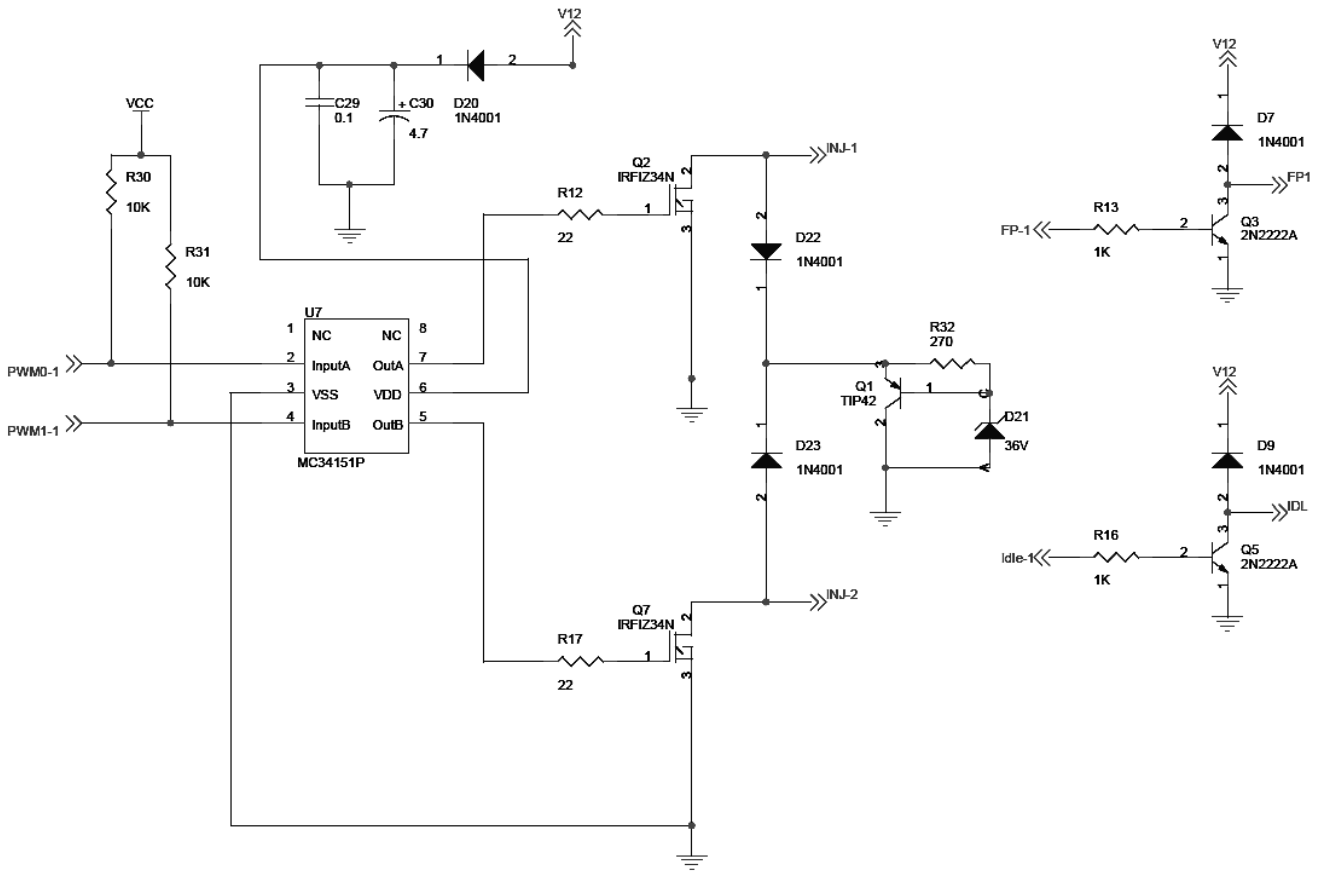 V12
1
2
D20
1N4001
C29
0.1
+
C30
4.7
VCC
R30
10K
R31
10K
U7
1
NC
NC
8
PWM0-1
2
InputA
OutA
7
3
VSS
VDD
6
PWM1-1
4
InputB
OutB
5
MC34151P
R12
22
Q2
IRFIZ34N
1
2
3
INJ-1
2
D22
1N4001
1
R32
270
3
Q1
TIP42
1
2
C
D21
36V
A
1
D23
1N4001
2
R17
22
Q7
IRFIZ34N
1
2
3
INJ-2
V12
1
D7
1N4001
2
FP1
FP-1
R13
1K
2
3
Q3
2N2222A
1
V12
1
D9
1N4001
2
IDL
Idle-1
R16
1K
2
3
Q5
2N2222A
1